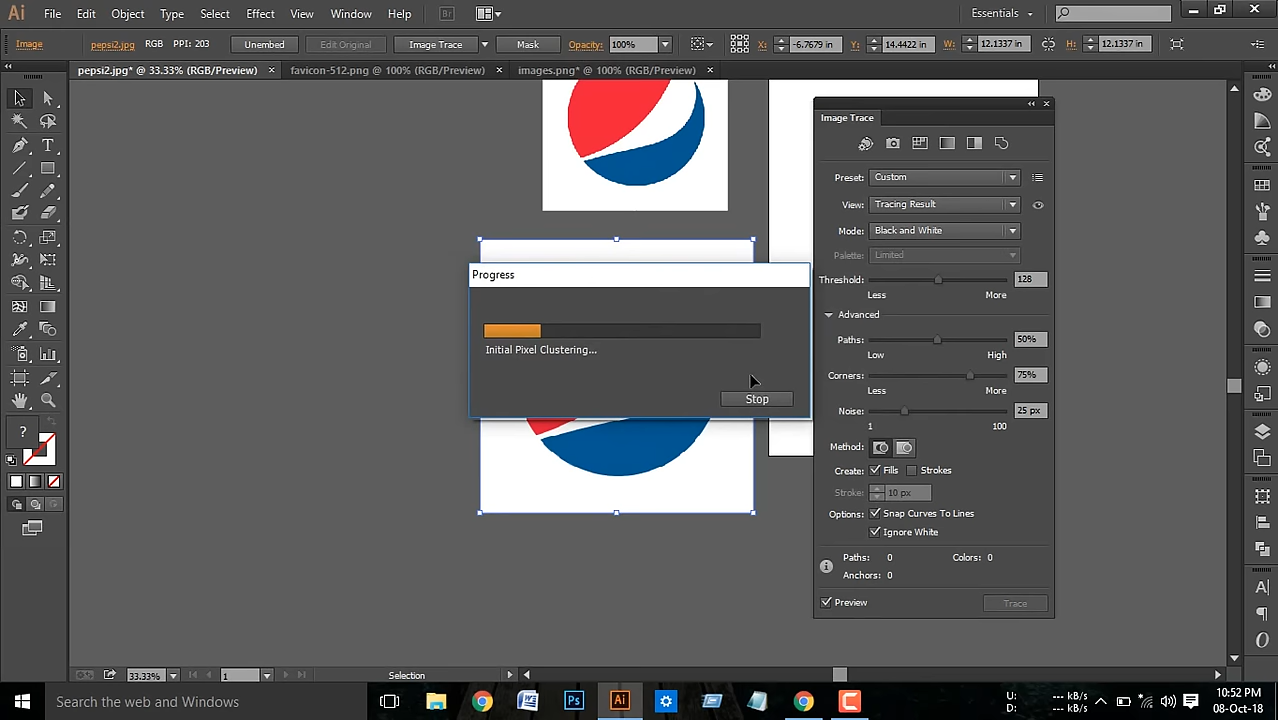 Ai File Edit Object Type Select Effect View Window Help Br Essentials
Image pepsi2.jpg RGB PPI: 203 Unembed Edit Original Image Trace Mask Opacity: 100% X: -6.7679 in Y: 14.4422 in W: 12.1337 in H: 12.1337 in
pepsi2.jpg* @ 33.33% (RGB/Preview) × favicon-512.png @ 100% (RGB/Preview) × images.png* @ 100% (RGB/Preview) ×
Image Trace
Preset: Custom
View: Tracing Result
Mode: Black and White
Palette: Limited
Threshold: 128
Less More
Advanced
Paths: 50%
Low High
Corners: 75%
Less More
Noise: 25 px
1 100
Method:
Create: Fills Strokes
Stroke: 10 px
Options: Snap Curves To Lines
Ignore White
Paths: 0 Colors: 0
Anchors: 0
Preview Trace
Progress
Initial Pixel Clustering...
Stop
?
33.33% 1 Selection
Search the web and Windows
W Ps Ai
U: --- kB/s
D: --- kB/s
10:52 PM
08-Oct-18